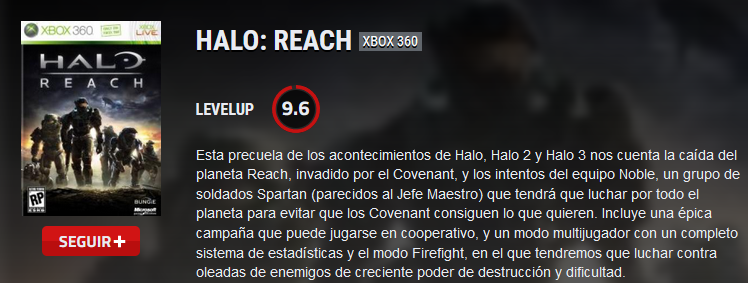 XBOX 360
XBOX
LIVE
HALO
REACH
RP
BUNGIE
Microsoft
SEGUIR+
HALO: REACH XBOX 360
LEVELUP 9.6
Esta precuela de los acontecimientos de Halo, Halo 2 y Halo 3 nos cuenta la caída del
planeta Reach, invadido por el Covenant, y los intentos del equipo Noble, un grupo de
soldados Spartan (parecidos al Jefe Maestro) que tendrá que luchar por todo el
planeta para evitar que los Covenant consiguen lo que quieren. Incluye una épica
campaña que puede jugarse en cooperativo, y un modo multijugador con un completo
sistema de estadísticas y el modo Firefight, en el que tendremos que luchar contra
oleadas de enemigos de creciente poder de destrucción y dificultad.